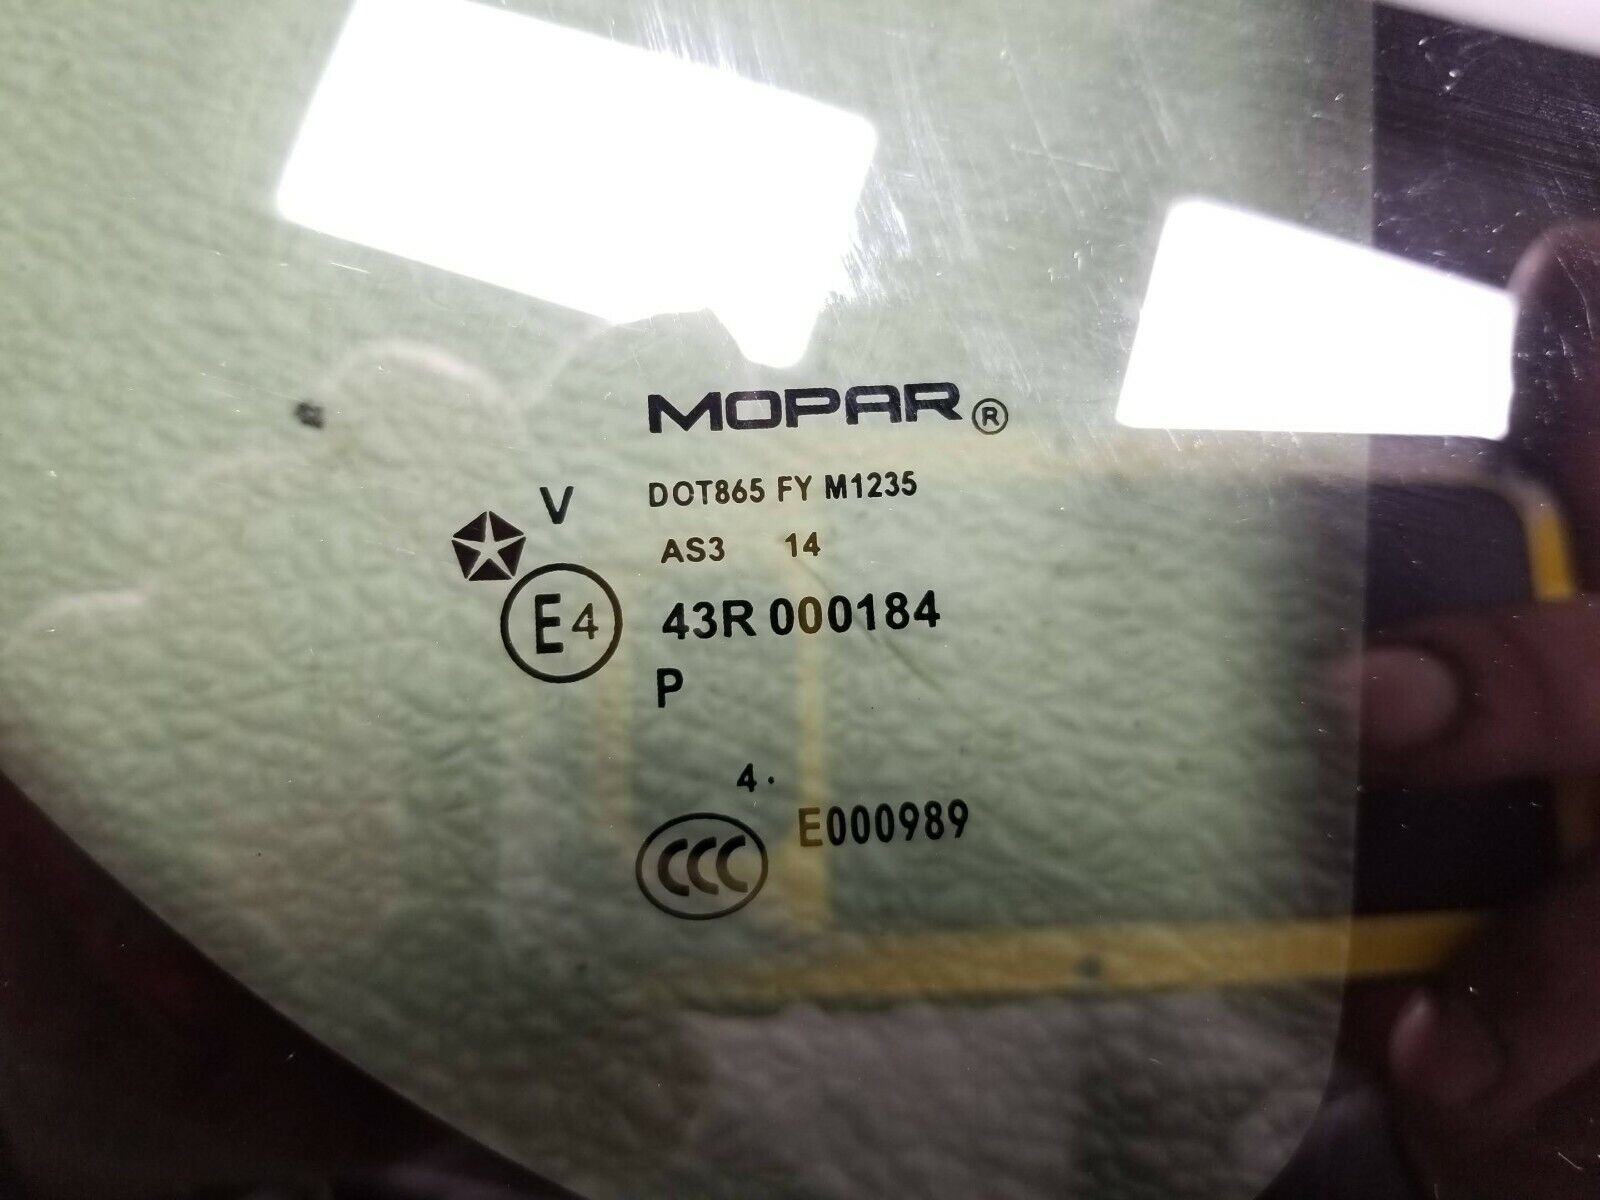 MOPAR®
V
DOT865 FY M1235
AS3 14
E4
43R 000184
P
4 .
CCC
E000989